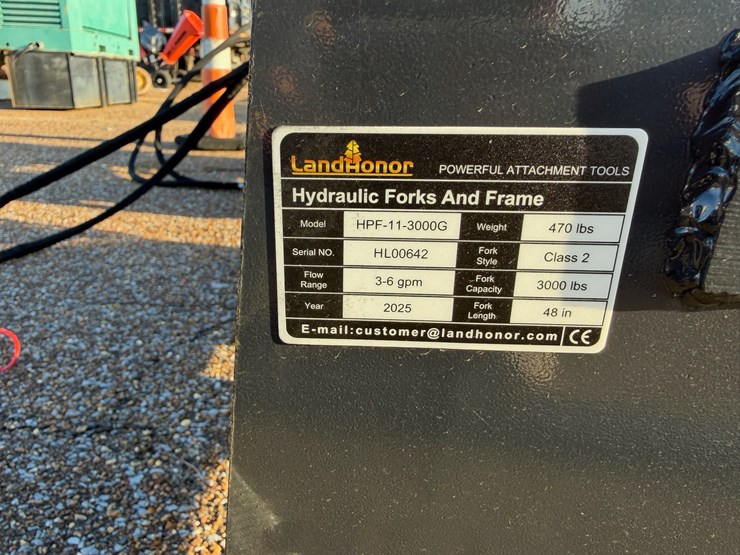 LandHonor POWERFUL ATTACHMENT TOOLS
Hydraulic Forks And Frame
Model HPF-11-3000G Weight 470 lbs
Serial NO. HL00642 Fork Style Class 2
Flow Range 3-6 gpm Fork Capacity 3000 lbs
Year 2025 Fork Length 48 in
E-mail:customer@landhonor.com CE